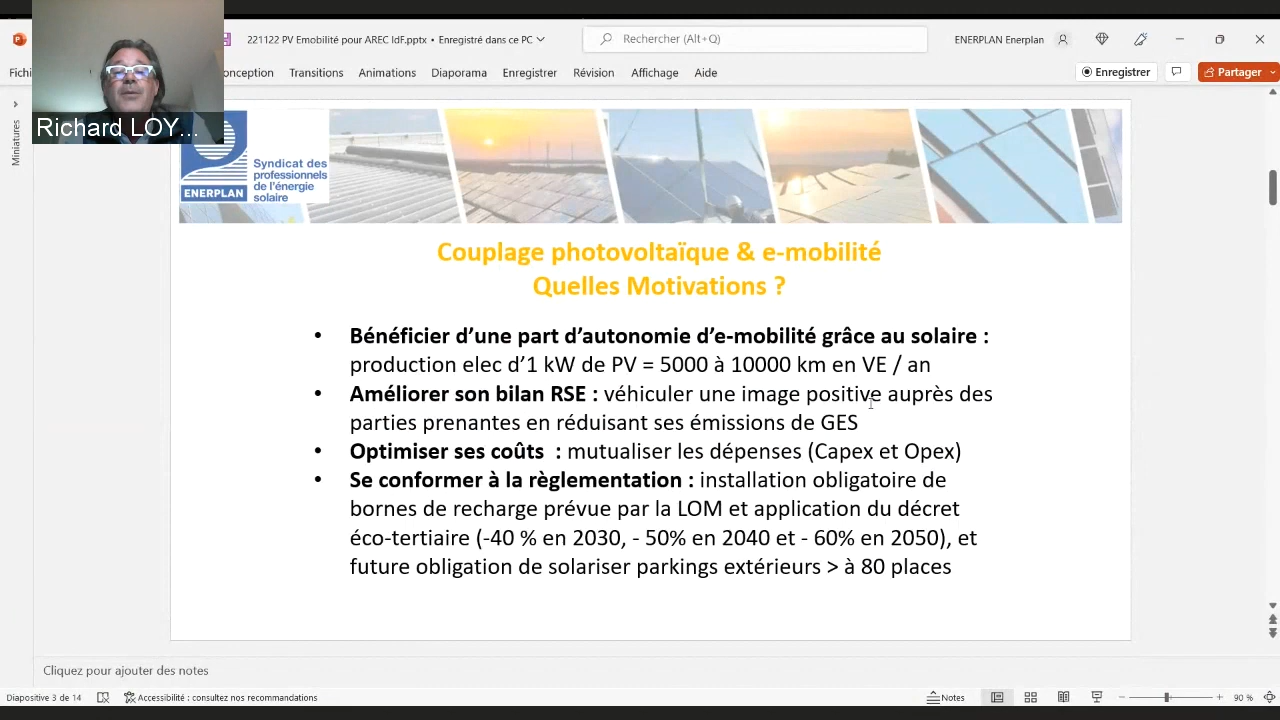 221122 PV Emobilité pour AREC IdF.pptx • Enregistré dans ce PC
Rechercher (Alt+Q)
ENERPLAN Enerplan
Fichi
onception
Transitions
Animations
Diaporama
Enregistrer
Révision
Affichage
Aide
Enregistrer
Partager
Richard LOY...
Miniatures
ENERPLAN
Syndicat des
professionnels
de l'énergie
solaire
Couplage photovoltaïque & e-mobilité
Quelles Motivations ?
• Bénéficier d'une part d'autonomie d'e-mobilité grâce au solaire :
production elec d'1 kW de PV = 5000 à 10000 km en VE / an
• Améliorer son bilan RSE : véhiculer une image positive auprès des
parties prenantes en réduisant ses émissions de GES
• Optimiser ses coûts : mutualiser les dépenses (Capex et Opex)
• Se conformer à la règlementation : installation obligatoire de
bornes de recharge prévue par la LOM et application du décret
éco-tertiaire (-40 % en 2030, - 50% en 2040 et - 60% en 2050), et
future obligation de solariser parkings extérieurs > à 80 places
Cliquez pour ajouter des notes
Diapositive 3 de 14
Accessibilité : consultez nos recommandations
Notes
90 %